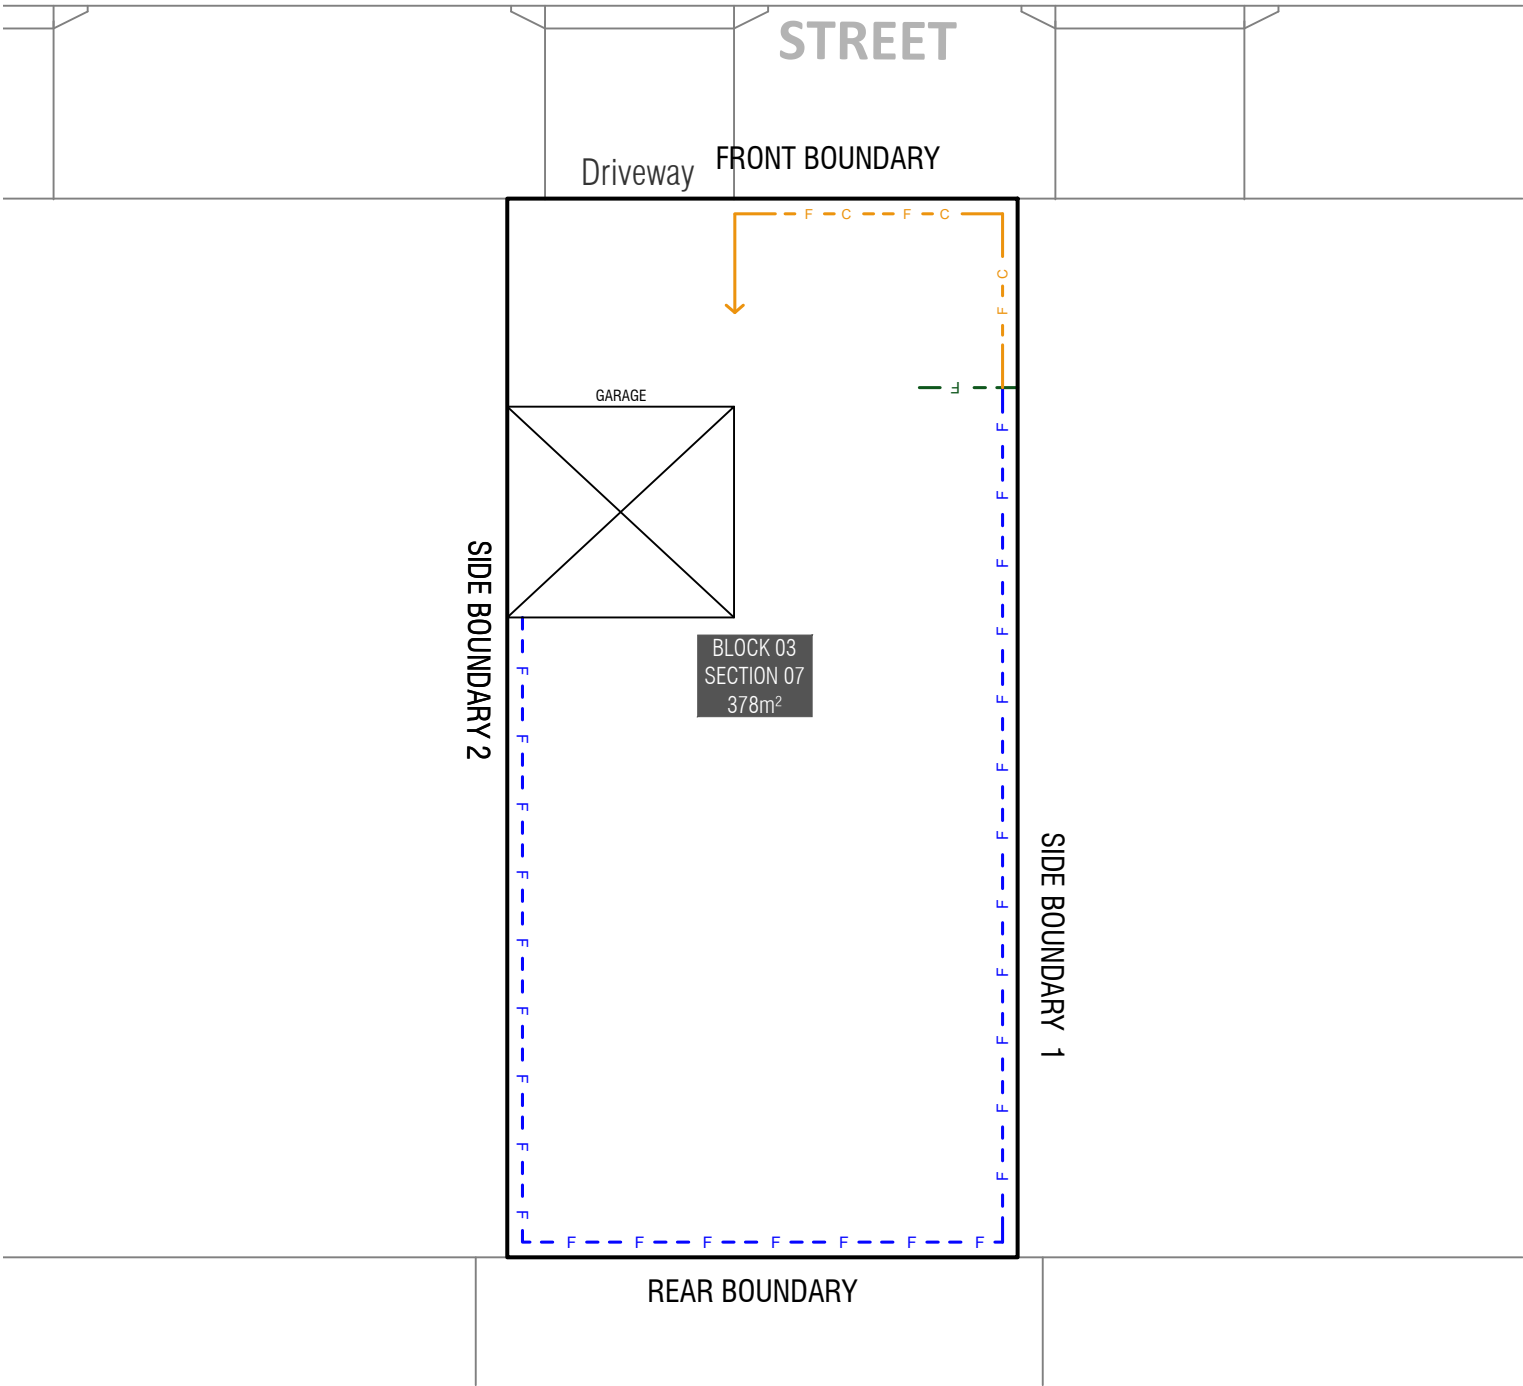 STREET
FRONT BOUNDARY
Driveway
F C F C
C
F
F
GARAGE
F
F
F
F
F
F
F
F
F
F
F
F
SIDE BOUNDARY 2
BLOCK 03
SECTION 07
378m²
F
F
F
F
F
F
F
F
F
SIDE BOUNDARY 1
F F F F F F F
REAR BOUNDARY